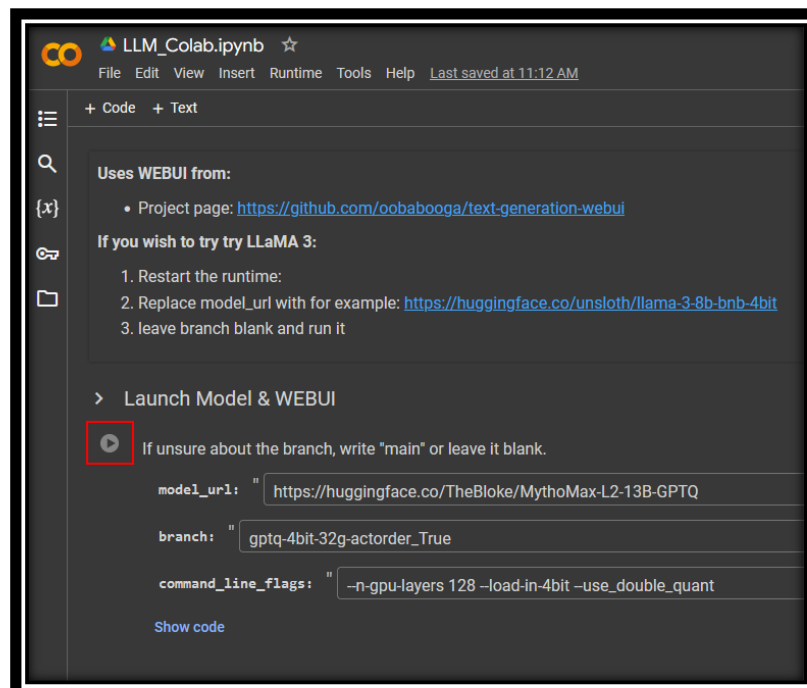 LLM_Colab.ipynb
File Edit View Insert Runtime Tools Help Last saved at 11:12 AM
+ Code + Text
Uses WEBUI from:
• Project page: https://github.com/oobabooga/text-generation-webui
If you wish to try try LLaMA 3:
1. Restart the runtime:
2. Replace model_url with for example: https://huggingface.co/unsloth/llama-3-8b-bnb-4bit
3. leave branch blank and run it
{x}
Launch Model & WEBUI
If unsure about the branch, write "main" or leave it blank.
model_url: " https://huggingface.co/TheBloke/MythoMax-L2-13B-GPTQ
branch: " gptq-4bit-32g-actorder_True
command_line_flags: " --n-gpu-layers 128 --load-in-4bit --use_double_quant
Show code